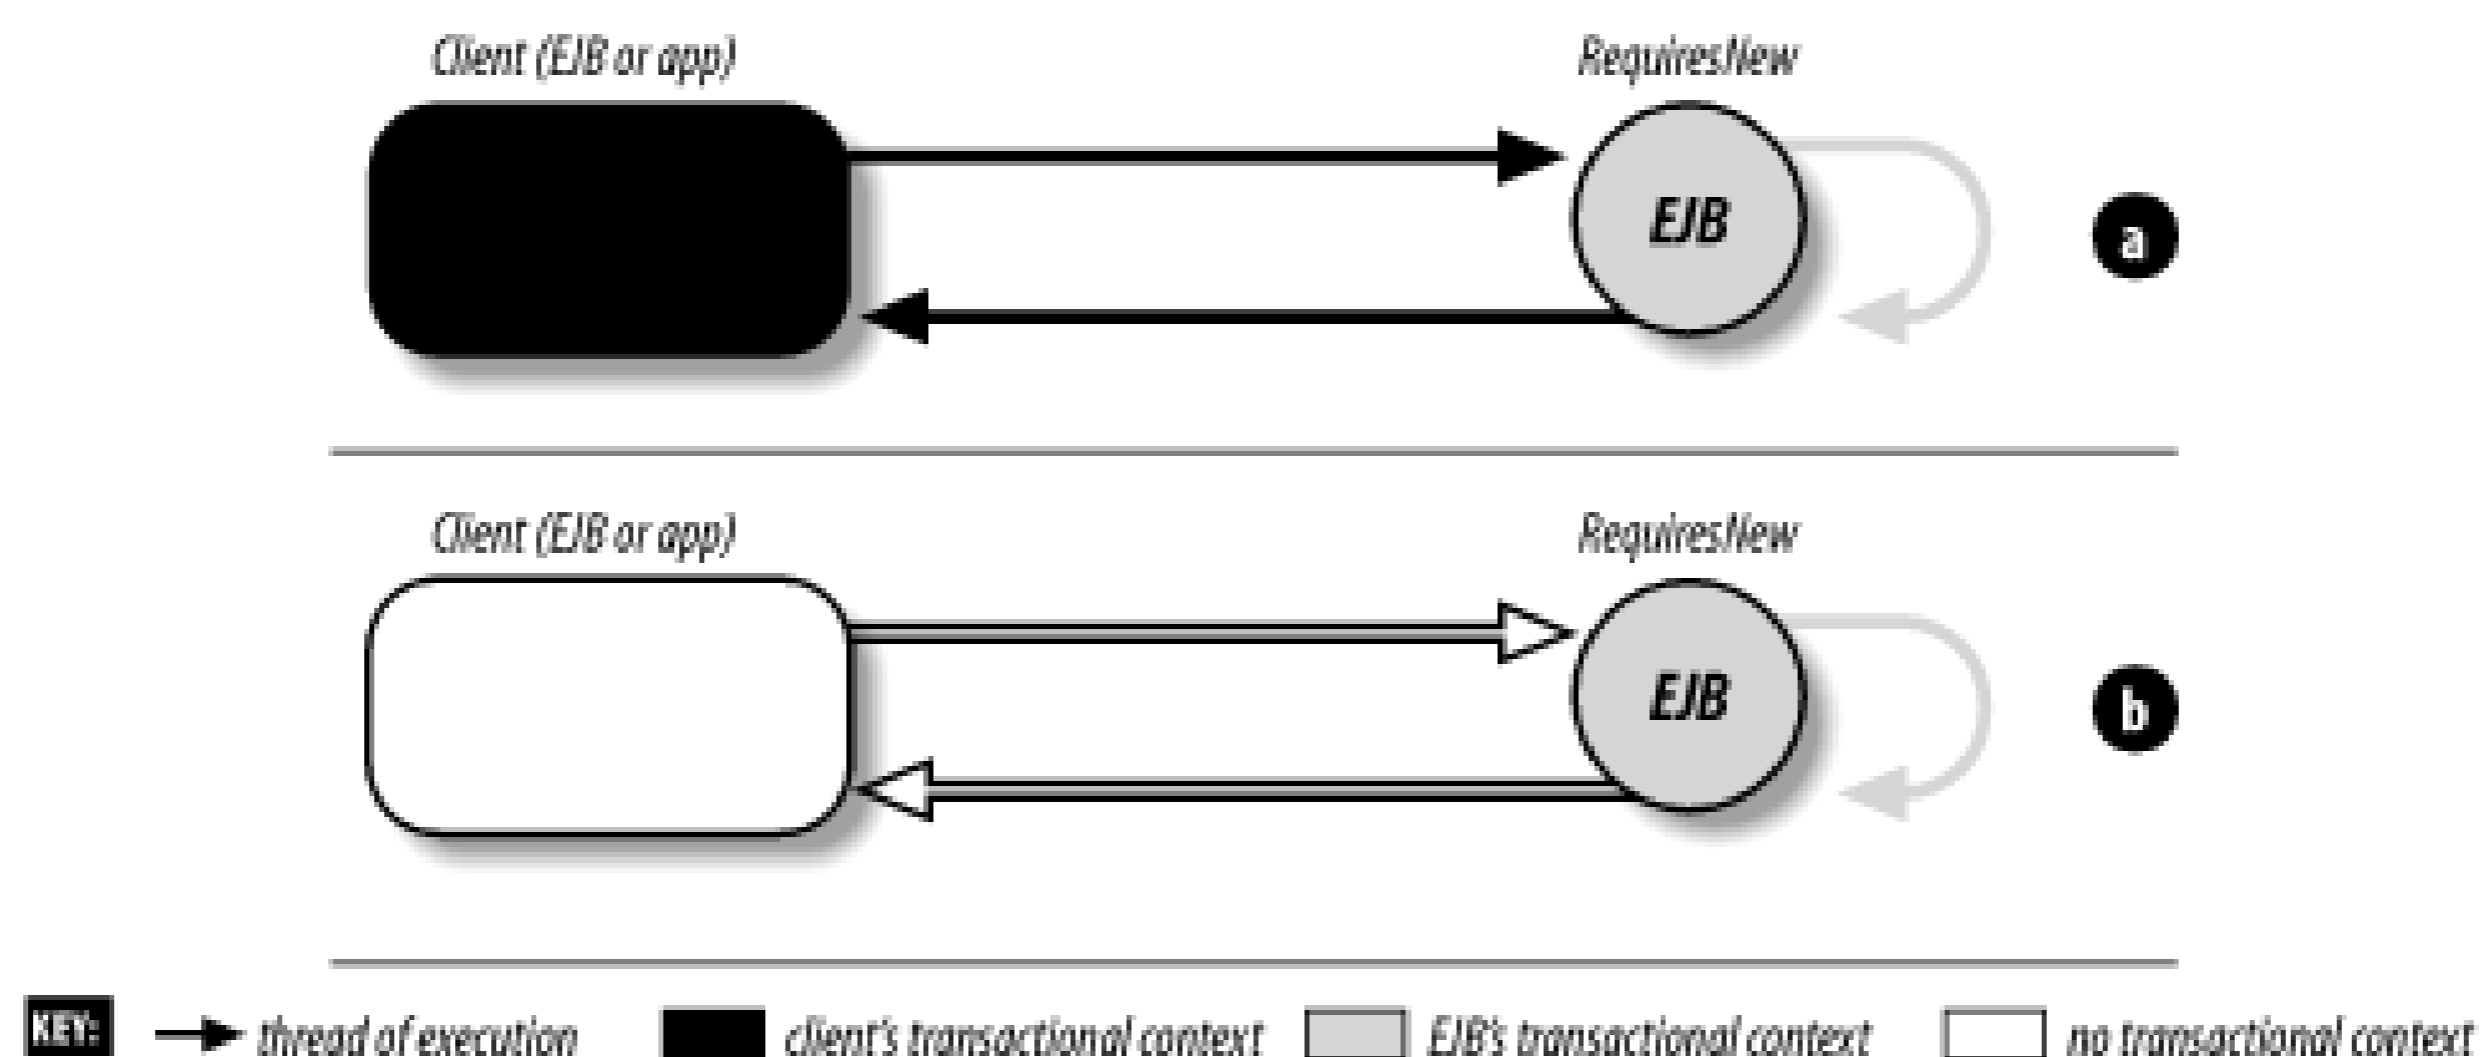 Client (EJB or app)
RequiresNew
EJB
a
Client (EJB or app)
RequiresNew
EJB
b
KEY:
thread of execution
client's transactional context
EJB's transactional context
no transactional context